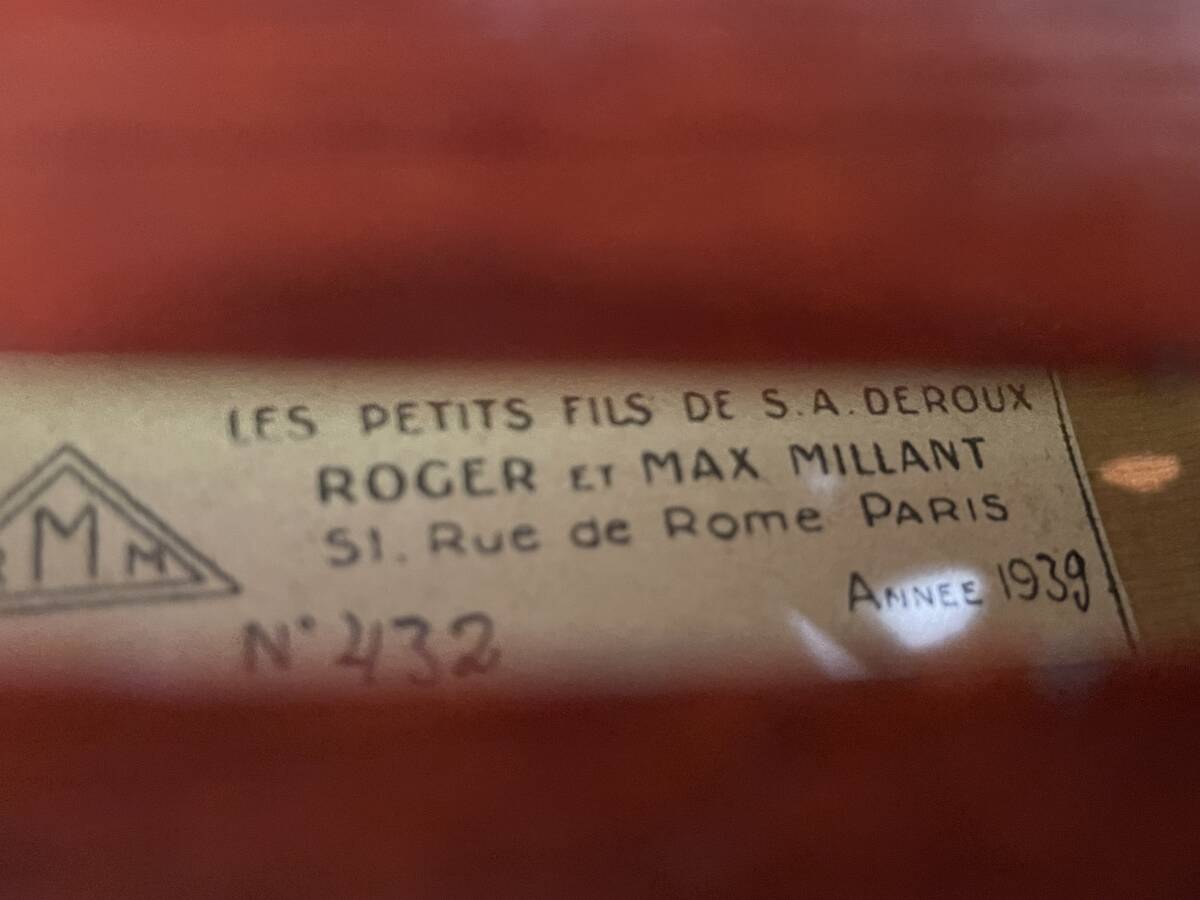 LES PETITS FILS DE S.A. DEROUX
ROGER ET MAX MILLANT
51. Rue de Rome PARIS
ANNEE 1939
M M
N° 432